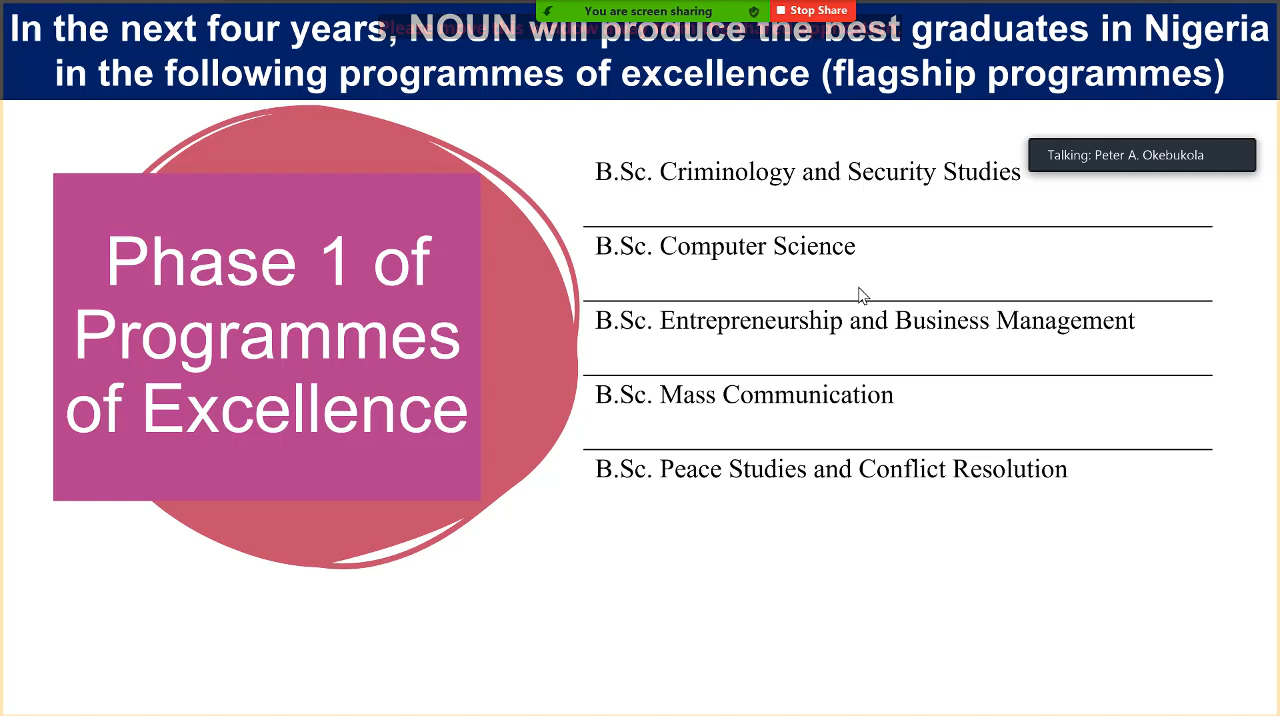 You are screen sharing
Stop Share
In the next four years, NOUN will produce the best graduates in Nigeria
in the following programmes of excellence (flagship programmes)
Talking: Peter A. Okebukola
Phase 1 of
Programmes
of Excellence
B.Sc. Criminology and Security Studies
B.Sc. Computer Science
B.Sc. Entrepreneurship and Business Management
B.Sc. Mass Communication
B.Sc. Peace Studies and Conflict Resolution